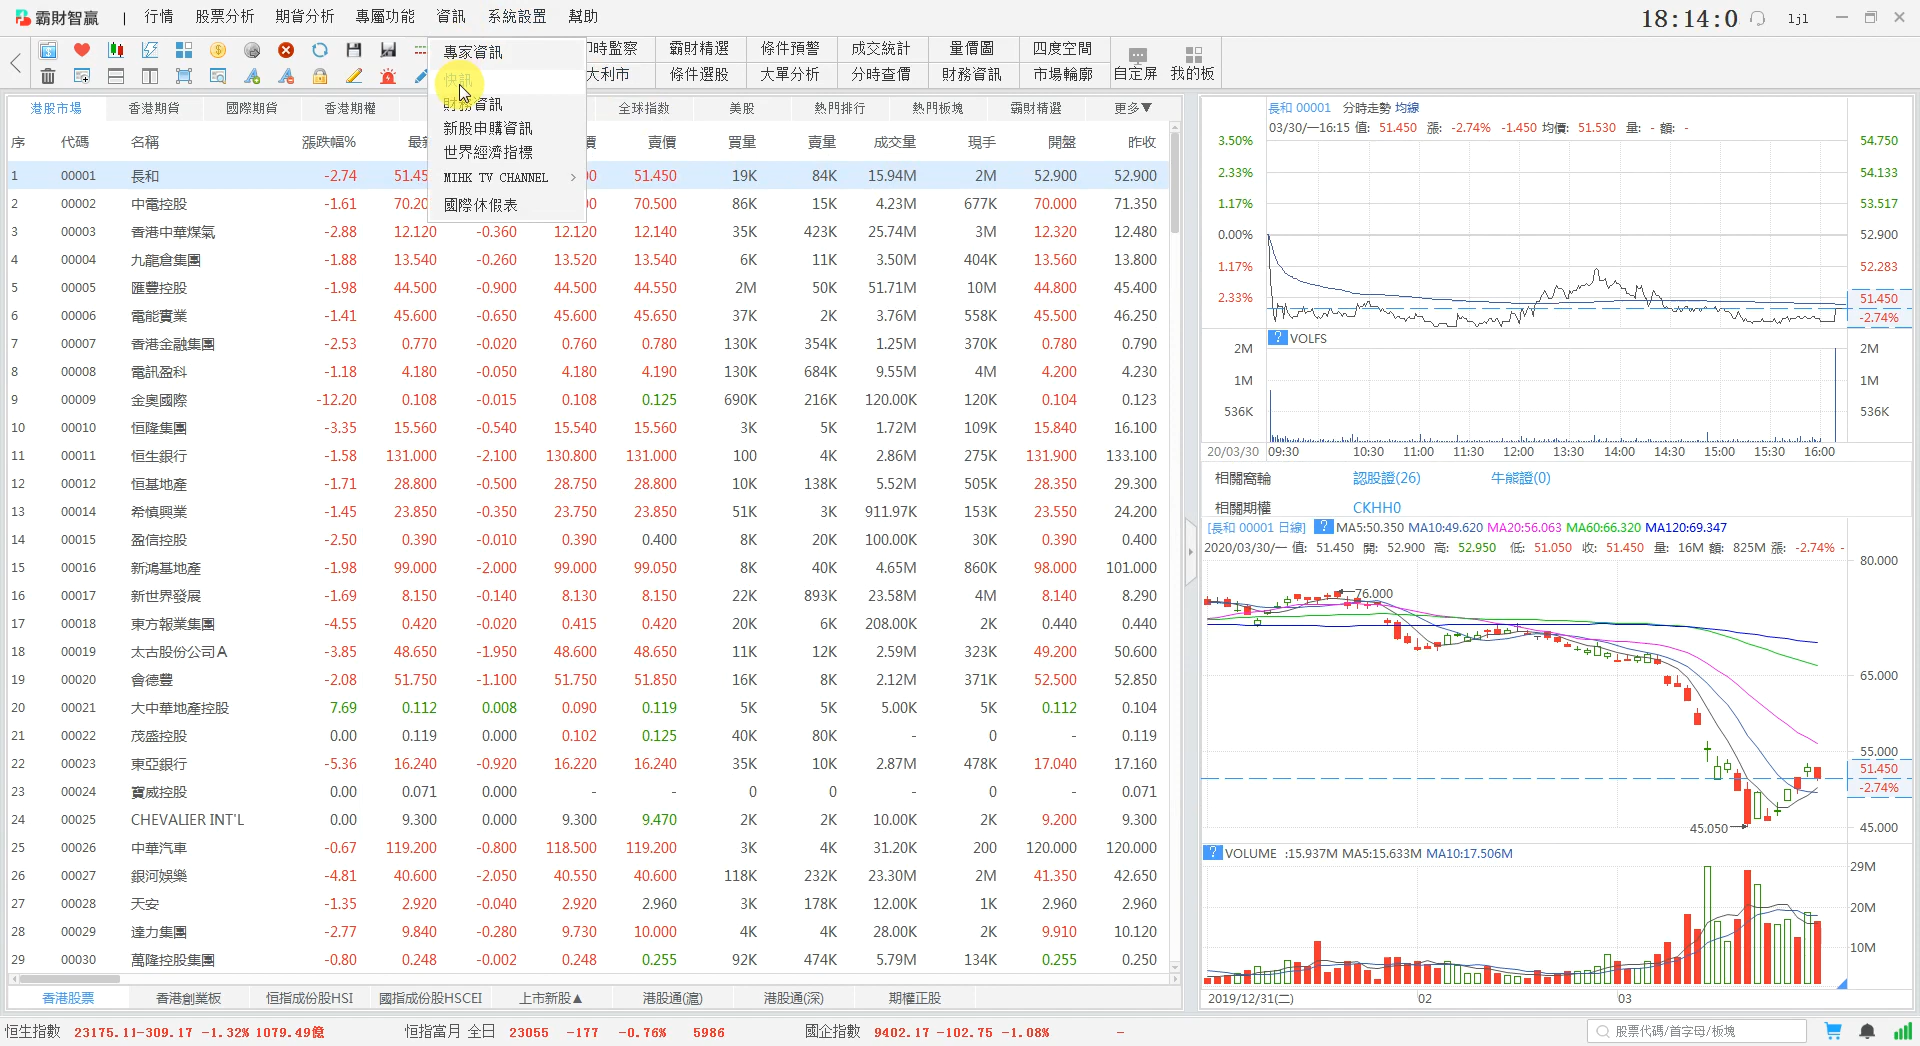 霸財智贏 | 行情 股票分析 期貨分析 專屬功能 資訊 系統設置 幫助 18:14:0 ljl
專家資訊
快訊
財務資訊
新股申購資訊
世界經濟指標
MIHK TV CHANNEL >
國際休假表
即時監察 霸財精選 條件預警 成交統計 量價圖 四度空間
大利市 條件選股 大單分析 分時查價 財務資訊 市場輪廓 自定屏 我的板
港股市場 香港期貨 國際期貨 香港期權 全球指數 美股 熱門排行 熱門板塊 霸財精選 更多▼
序 代碼 名稱 漲跌幅% 最新 價 賣價 買量 賣量 成交量 現手 開盤 昨收
1 00001 長和 -2.74 51.45 00 51.450 19K 84K 15.94M 2M 52.900 52.900
2 00002 中電控股 -1.61 70.20 00 70.500 86K 15K 4.23M 677K 70.000 71.350
3 00003 香港中華煤氣 -2.88 12.120 -0.360 12.120 12.140 35K 423K 25.74M 3M 12.320 12.480
4 00004 九龍倉集團 -1.88 13.540 -0.260 13.520 13.540 6K 11K 3.50M 404K 13.560 13.800
5 00005 匯豐控股 -1.98 44.500 -0.900 44.500 44.550 2M 50K 51.71M 10M 44.800 45.400
6 00006 電能實業 -1.41 45.600 -0.650 45.600 45.650 37K 2K 3.76M 558K 45.500 46.250
7 00007 香港金融集團 -2.53 0.770 -0.020 0.760 0.780 130K 354K 1.25M 370K 0.780 0.790
8 00008 電訊盈科 -1.18 4.180 -0.050 4.180 4.190 130K 684K 9.55M 4M 4.200 4.230
9 00009 金奧國際 -12.20 0.108 -0.015 0.108 0.125 690K 216K 120.00K 120K 0.104 0.123
10 00010 恒隆集團 -3.35 15.560 -0.540 15.540 15.560 3K 5K 1.72M 109K 15.840 16.100
11 00011 恒生銀行 -1.58 131.000 -2.100 130.800 131.000 100 4K 2.86M 275K 131.900 133.100
12 00012 恒基地產 -1.71 28.800 -0.500 28.750 28.800 10K 138K 5.52M 505K 28.350 29.300
13 00014 希慎興業 -1.45 23.850 -0.350 23.750 23.850 51K 3K 911.97K 153K 23.550 24.200
14 00015 盈信控股 -2.50 0.390 -0.010 0.390 0.400 8K 20K 100.00K 30K 0.390 0.400
15 00016 新鴻基地產 -1.98 99.000 -2.000 99.000 99.050 8K 40K 4.65M 860K 98.000 101.000
16 00017 新世界發展 -1.69 8.150 -0.140 8.130 8.150 22K 893K 23.58M 4M 8.140 8.290
17 00018 東方報業集團 -4.55 0.420 -0.020 0.415 0.420 20K 6K 208.00K 2K 0.440 0.440
18 00019 太古股份公司A -3.85 48.650 -1.950 48.600 48.650 11K 12K 2.59M 323K 49.200 50.600
19 00020 會德豐 -2.08 51.750 -1.100 51.750 51.850 16K 8K 2.12M 371K 52.500 52.850
20 00021 大中華地產控股 7.69 0.112 0.008 0.090 0.119 5K 5K 5.00K 5K 0.112 0.104
21 00022 茂盛控股 0.00 0.119 0.000 0.102 0.125 40K 80K - 0 - 0.119
22 00023 東亞銀行 -5.36 16.240 -0.920 16.220 16.240 35K 10K 2.87M 478K 17.040 17.160
23 00024 寶威控股 0.00 0.071 0.000 - - 0 0 - 0 - 0.071
24 00025 CHEVALIER INT'L 0.00 9.300 0.000 9.300 9.470 2K 2K 10.00K 2K 9.200 9.300
25 00026 中華汽車 -0.67 119.200 -0.800 118.500 119.200 3K 4K 31.20K 200 120.000 120.000
26 00027 銀河娛樂 -4.81 40.600 -2.050 40.550 40.600 118K 232K 23.30M 2M 41.350 42.650
27 00028 天安 -1.35 2.920 -0.040 2.920 2.960 3K 178K 12.00K 1K 2.960 2.960
28 00029 達力集團 -2.77 9.840 -0.280 9.730 10.000 4K 4K 28.00K 2K 9.910 10.120
29 00030 萬隆控股集團 -0.80 0.248 -0.002 0.248 0.255 92K 474K 5.79M 134K 0.255 0.250
香港股票 香港創業板 恒指成份股HSI 國指成份股HSCEI 上市新股▲ 港股通(滬) 港股通(深) 期權正股
長和 00001 分時走勢 均線
03/30/一16:15 值: 51.450 漲: -2.74% -1.450 均價: 51.530 量: - 額: -
3.50% 54.750
2.33% 54.133
1.17% 53.517
0.00% 52.900
1.17% 52.283
2.33% 51.450
-2.74%
? VOLFS
2M 2M
1M 1M
536K 536K
20/03/30 09:30 10:30 11:00 11:30 12:00 13:30 14:00 14:30 15:00 15:30 16:00
相關窩輪 認股證(26) 牛熊證(0)
相關期權 CKHH0
[長和 00001 日線] ? MA5:50.350 MA10:49.620 MA20:56.063 MA60:66.320 MA120:69.347
2020/03/30/一 值: 51.450 開: 52.900 高: 52.950 低: 51.050 收: 51.450 量: 16M 額: 825M 漲: -2.74% -
80.000
76.000
65.000
55.000
51.450
-2.74%
45.050 45.000
? VOLUME :15.937M MA5:15.633M MA10:17.506M
29M
20M
10M
2019/12/31(二) 02 03
恒生指數 23175.11-309.17 -1.32% 1079.49億 恒指當月 全日 23055 -177 -0.76% 5986 國企指數 9402.17 -102.75 -1.08% - 股票代碼/首字母/板塊